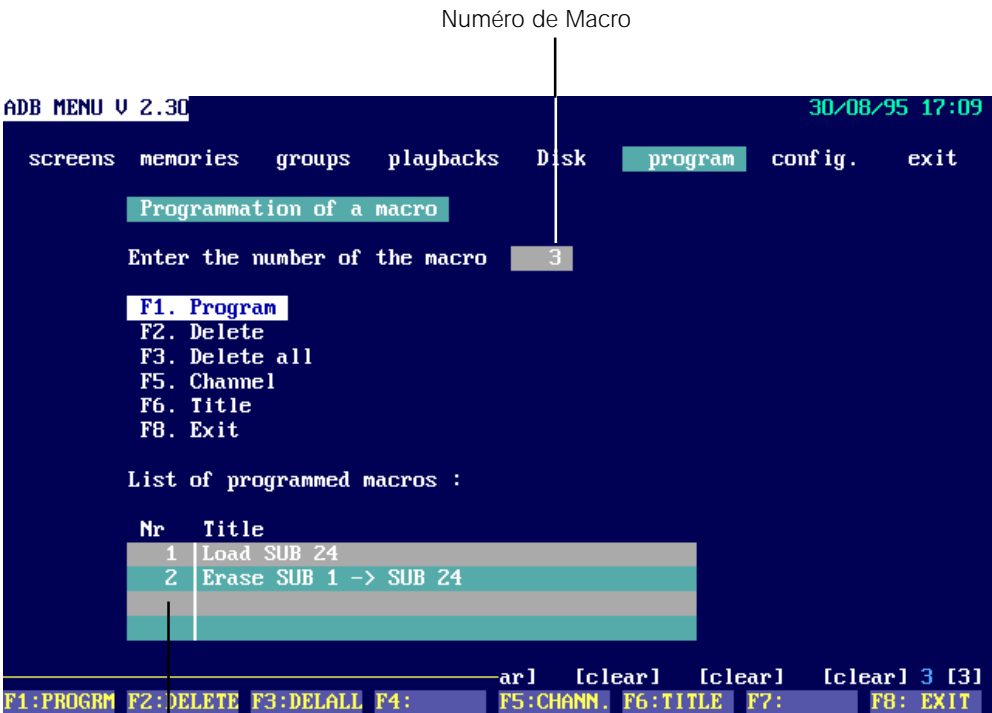 Numéro de Macro
ADB MENU V 2.30 30/08/95 17:09
screens memories groups playbacks Disk program config. exit
Programmation of a macro
Enter the number of the macro 3
F1. Program
F2. Delete
F3. Delete all
F5. Channel
F6. Title
F8. Exit
List of programmed macros :
Nr Title
1 Load SUB 24
2 Erase SUB 1 -> SUB 24
ar] [clear] [clear] [clear] 3 [3]
F1:PROGRM F2:DELETE F3:DELALL F4: F5:CHANN. F6:TITLE F7: F8: EXIT